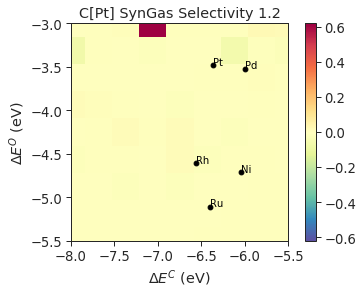 C[Pt] SynGas Selectivity 1.2
−3.0
−3.5
−4.0
−4.5
−5.0
−5.5
ΔE^O (eV)
Pt
Pd
Rh
Ni
Ru
−8.0 −7.5 −7.0 −6.5 −6.0 −5.5
ΔE^C (eV)
0.6
0.4
0.2
0.0
−0.2
−0.4
−0.6